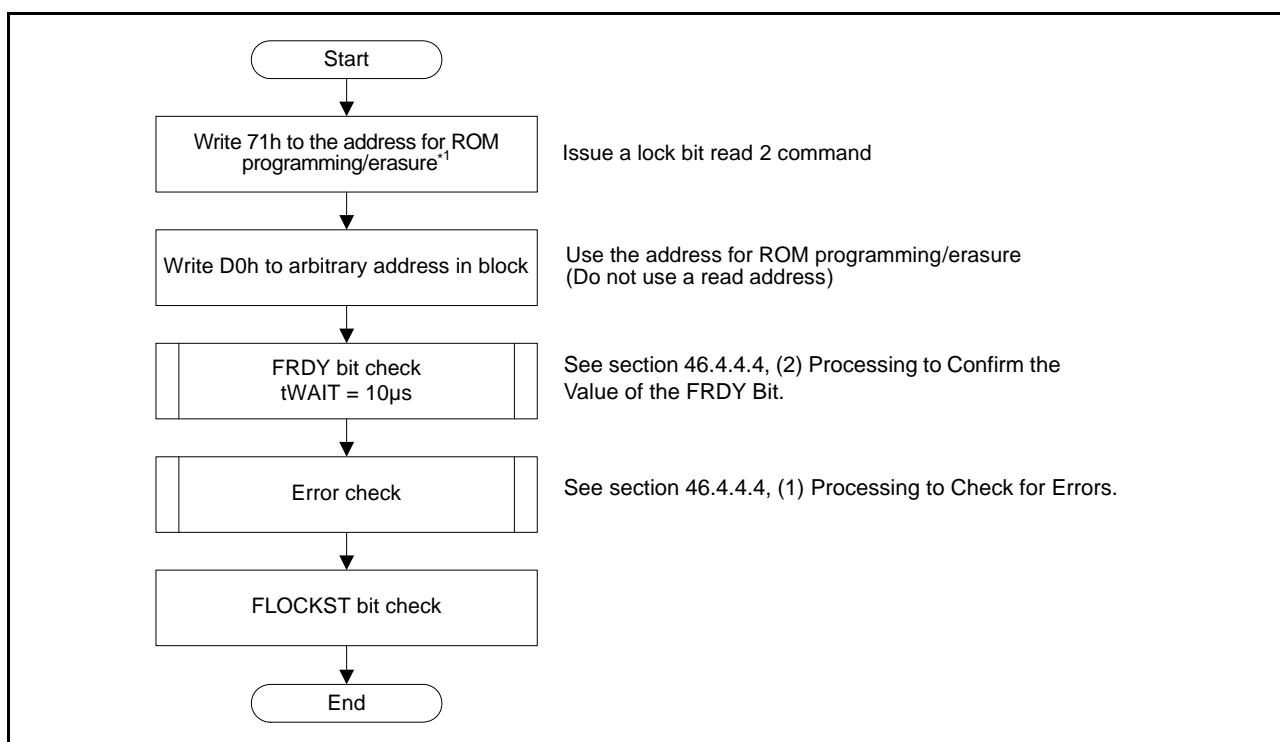 Start
Write 71h to the address for ROM
programming/erasure*1
Issue a lock bit read 2 command
Write D0h to arbitrary address in block
Use the address for ROM programming/erasure
(Do not use a read address)
FRDY bit check
tWAIT = 10µs
See section 46.4.4.4, (2) Processing to Confirm the
Value of the FRDY Bit.
Error check
See section 46.4.4.4, (1) Processing to Check for Errors.
FLOCKST bit check
End